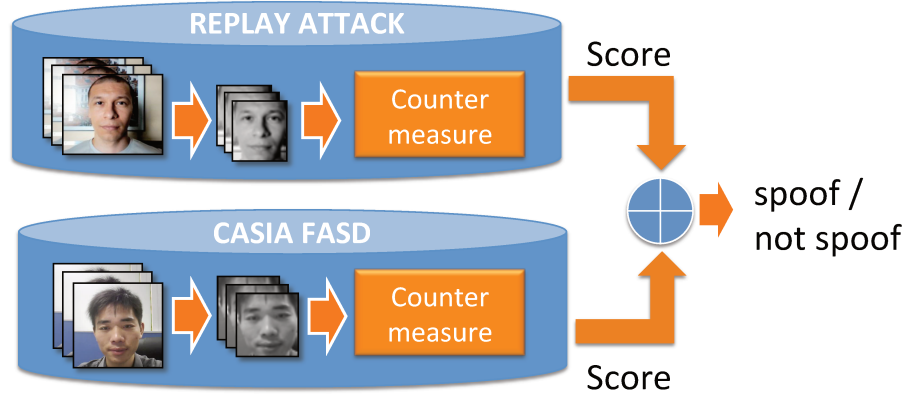 REPLAY ATTACK
Counter
measure
Score
CASIA FASD
Counter
measure
Score
spoof /
not spoof